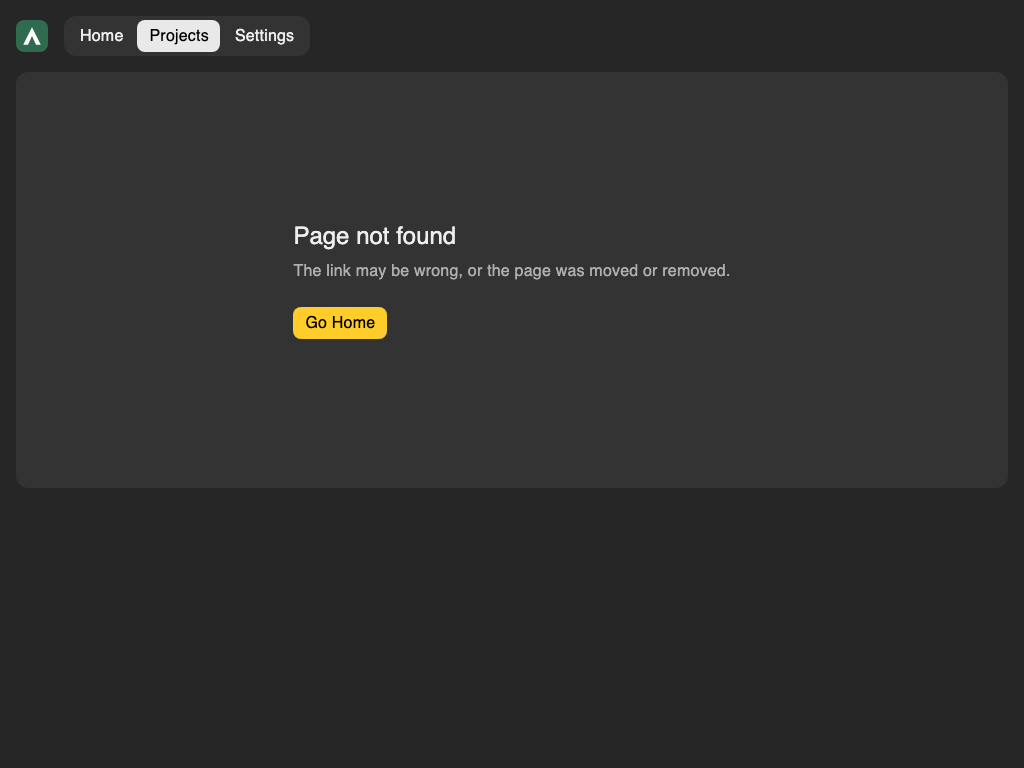 Home Projects Settings
Page not found
The link may be wrong, or the page was moved or removed.
Go Home